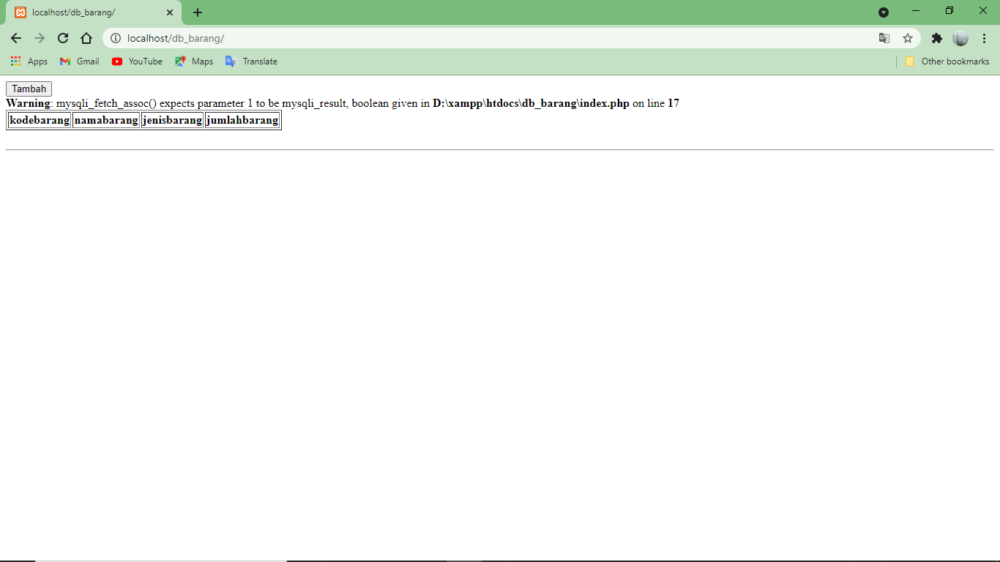 localhost/db_barang/
localhost/db_barang/
Apps Gmail YouTube Maps Translate Other bookmarks
Tambah
Warning: mysqli_fetch_assoc() expects parameter 1 to be mysqli_result, boolean given in D:\xampp\htdocs\db_barang\index.php on line 17
kodebarang namabarang jenisbarang jumlahbarang